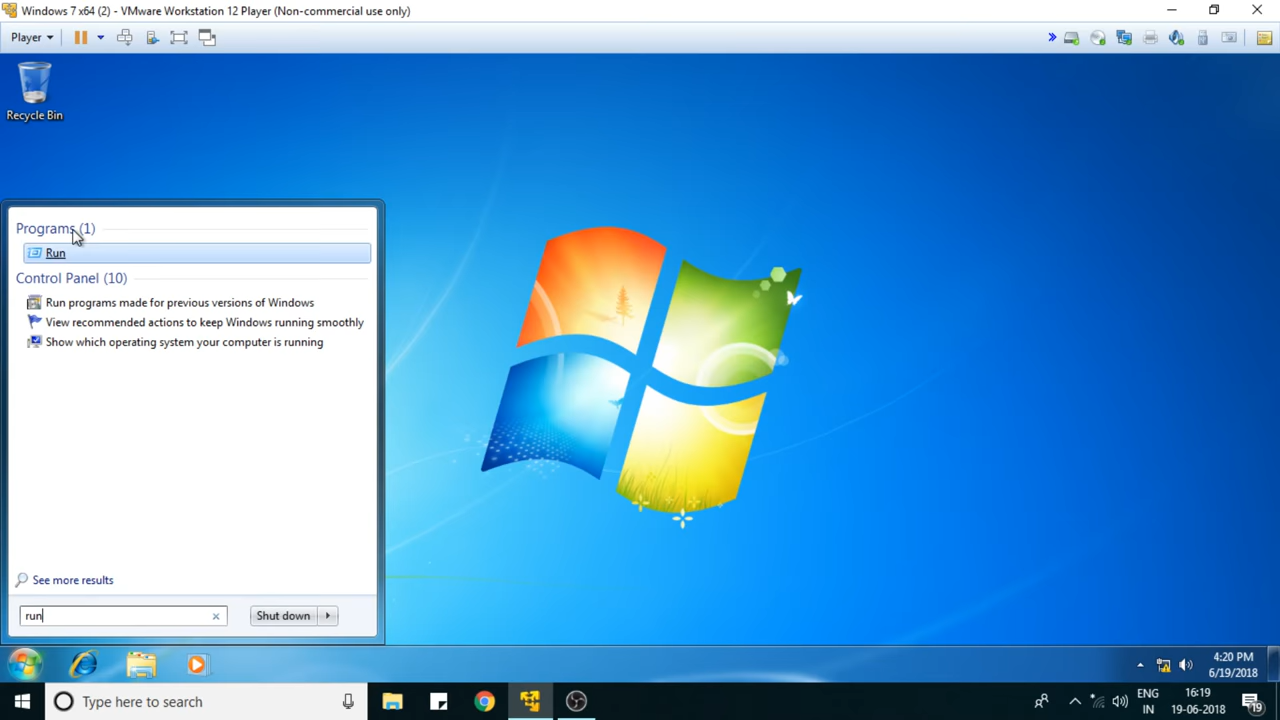 Windows 7 x64 (2) - VMware Workstation 12 Player (Non-commercial use only)
Player
Recycle Bin
Programs (1)
Run
Control Panel (10)
Run programs made for previous versions of Windows
View recommended actions to keep Windows running smoothly
Show which operating system your computer is running
See more results
run
Shut down
4:20 PM
6/19/2018
Type here to search
ENG
IN
16:19
19-06-2018
19